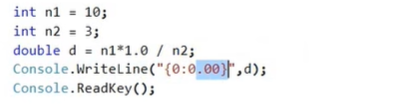 int n1 = 10;
int n2 = 3;
double d = n1*1.0 / n2;
Console.WriteLine("{0:0.00}",d);
Console.ReadKey();